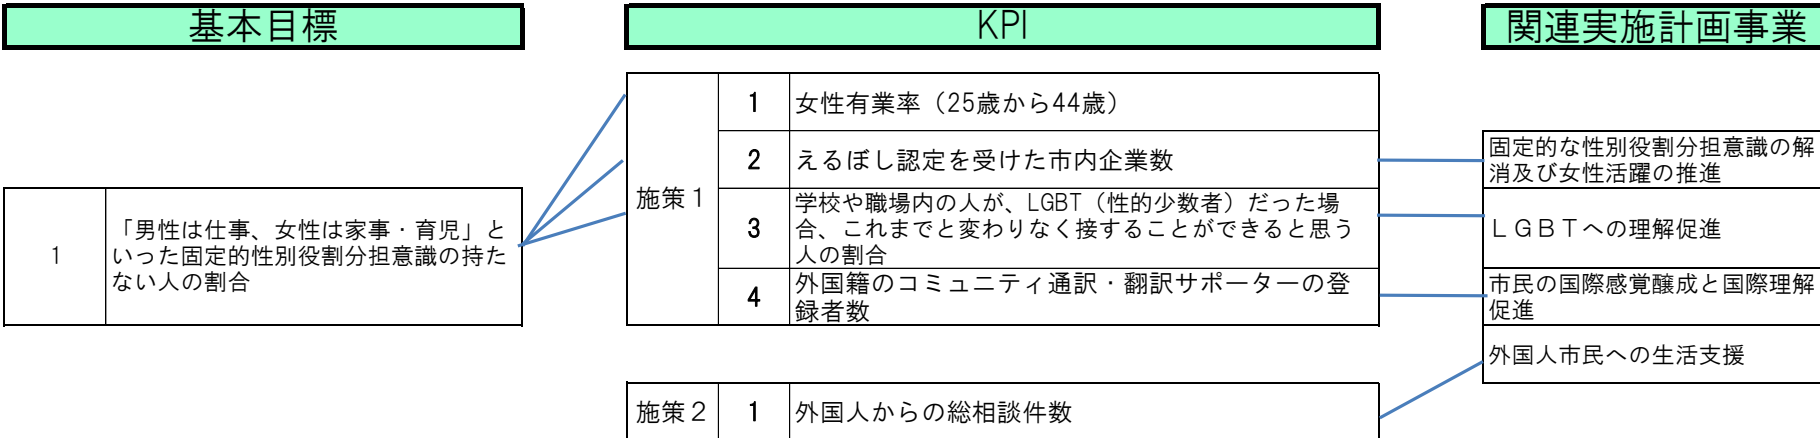 基本目標
KPI
関連実施計画事業
1
「男性は仕事、女性は家事・育児」と
いった固定的性別役割分担意識の持た
ない人の割合
施策１
1
女性有業率（25歳から44歳）
2
えるぼし認定を受けた市内企業数
3
学校や職場内の人が、LGBT（性的少数者）だった場
合、これまでと変わりなく接することができると思う
人の割合
4
外国籍のコミュニティ通訳・翻訳サポーターの登
録者数
固定的な性別役割分担意識の解
消及び女性活躍の推進
ＬＧＢＴへの理解促進
市民の国際感覚醸成と国際理解
促進
外国人市民への生活支援
施策２
1
外国人からの総相談件数